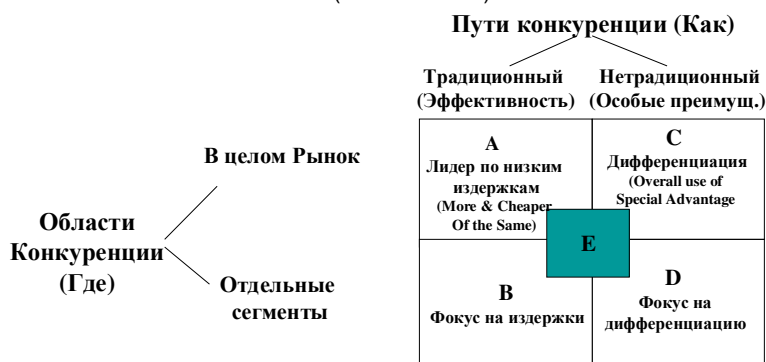 Пути конкуренции (Как)
Традиционный
(Эффективность)
Нетрадиционный
(Особые преимущ.)
В целом Рынок
Области
Конкуренции
(Где)
Отдельные
сегменты
A
Лидер по низким
издержкам
(More & Cheaper
Of the Same)
C
Дифференциация
(Overall use of
Special Advantage
E
B
Фокус на издержки
D
Фокус на
дифференциацию